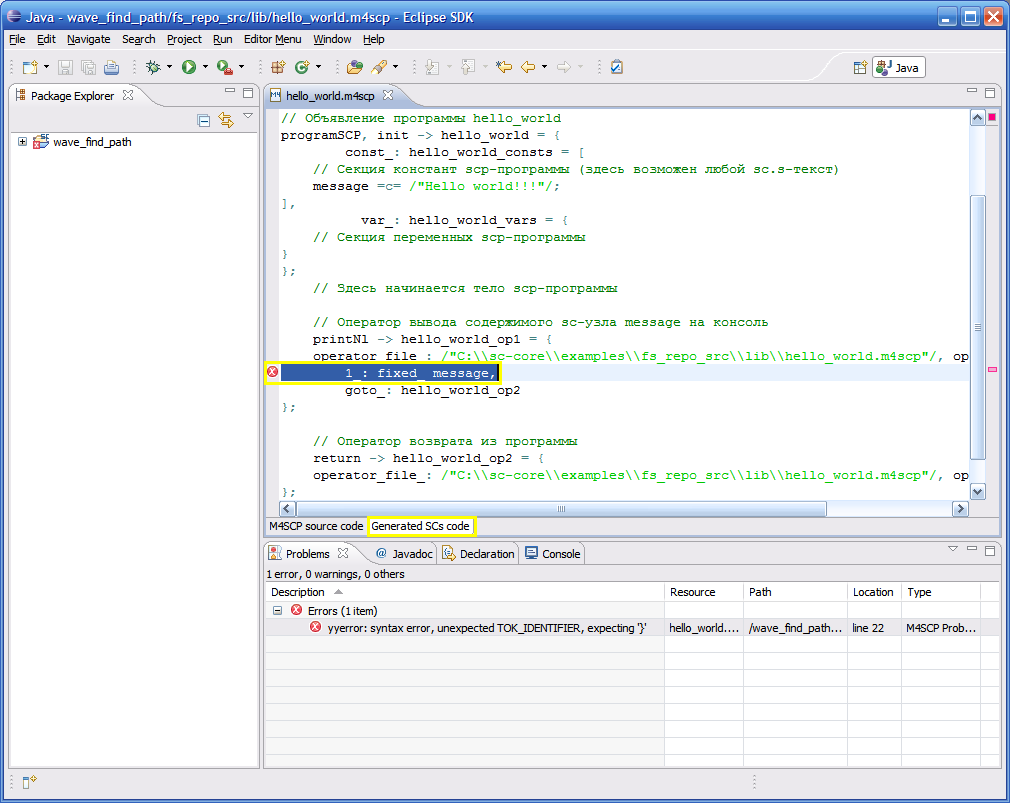 Java - wave_find_path/fs_repo_src/lib/hello_world.m4scp - Eclipse SDK
File Edit Navigate Search Project Run Editor Menu Window Help
Java
Package Explorer
wave_find_path
hello_world.m4scp
// Объявление программы hello_world
programSCP, init -> hello_world = {
const_: hello_world_consts = [
// Секция констант scp-программы (здесь возможен любой sc.s-текст)
message =c= /"Hello world!!!"/;
],
var_: hello_world_vars = {
// Секция переменных scp-программы
}
};
// Здесь начинается тело scp-программы
// Оператор вывода содержимого sc-узла message на консоль
printNl -> hello_world_op1 = {
operator_file_: /"C:\\sc-core\\examples\\fs_repo_src\\lib\\hello_world.m4scp"/, op
1_: fixed_ message,
goto_: hello_world_op2
};
// Оператор возврата из программы
return -> hello_world_op2 = {
operator_file_: /"C:\\sc-core\\examples\\fs_repo_src\\lib\\hello_world.m4scp"/, op
};
M4SCP source code Generated SCs code
Problems Javadoc Declaration Console
1 error, 0 warnings, 0 others
Description Resource Path Location Type
Errors (1 item)
yyerror: syntax error, unexpected TOK_IDENTIFIER, expecting '}' hello_world.... /wave_find_path... line 22 M4SCP Prob...